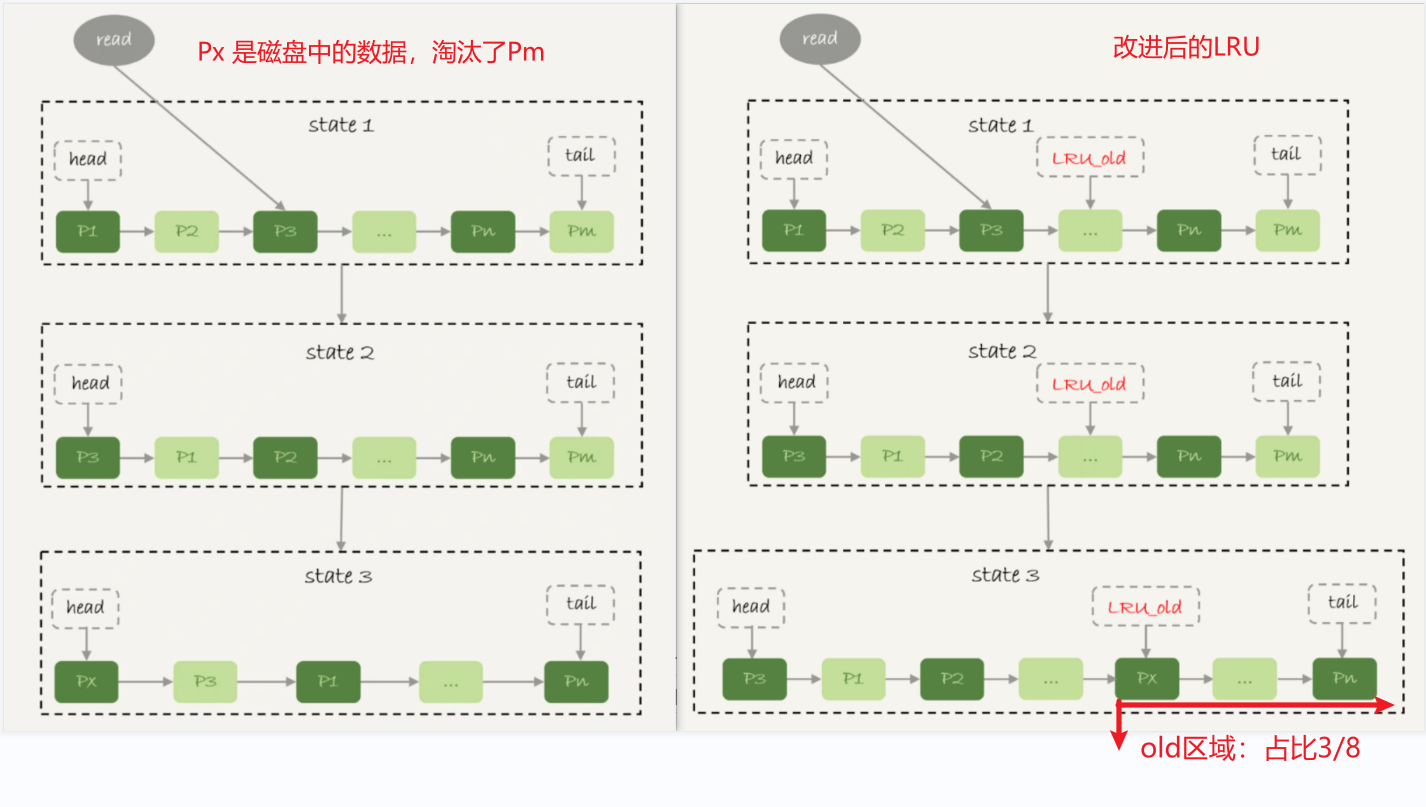 read
Px 是磁盘中的数据，淘汰了Pm
state 1
head
tail
P1 P2 P3 ... Pn Pm
state 2
head
tail
P3 P1 P2 ... Pn Pm
state 3
head
tail
Px P3 P1 ... Pn
read
改进后的LRU
state 1
head
LRU_old
tail
P1 P2 P3 ... Pn Pm
state 2
head
LRU_old
tail
P3 P1 P2 ... Pn Pm
state 3
head
LRU_old
tail
P3 P1 P2 ... Px ... Pn
old区域：占比3/8